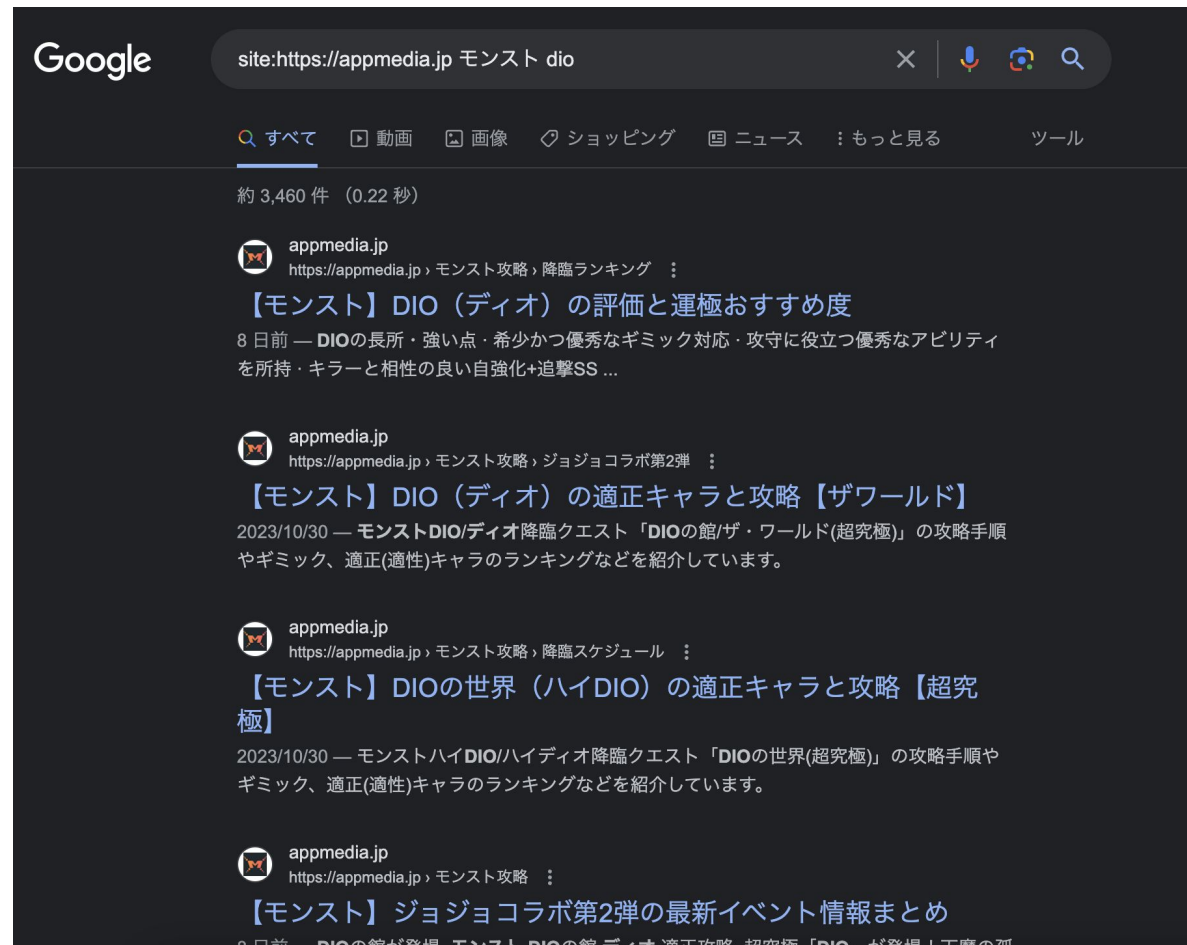 Google
site:https://appmedia.jp モンスト dio
すべて 動画 画像 ショッピング ニュース もっと見る ツール
約 3,460 件 （0.22 秒）
appmedia.jp
https://appmedia.jp › モンスト攻略 › 降臨ランキング
【モンスト】DIO（ディオ）の評価と運極おすすめ度
8 日前 — DIOの長所・強い点 · 希少かつ優秀なギミック対応 · 攻守に役立つ優秀なアビリティ
を所持 · キラーと相性の良い自強化+追撃SS ...
appmedia.jp
https://appmedia.jp › モンスト攻略 › ジョジョコラボ第2弾
【モンスト】DIO（ディオ）の適正キャラと攻略【ザワールド】
2023/10/30 — モンストDIO/ディオ降臨クエスト「DIOの館/ザ・ワールド(超究極)」の攻略手順
やギミック、適正(適性)キャラのランキングなどを紹介しています。
appmedia.jp
https://appmedia.jp › モンスト攻略 › 降臨スケジュール
【モンスト】DIOの世界（ハイDIO）の適正キャラと攻略【超究
極】
2023/10/30 — モンストハイDIO/ハイディオ降臨クエスト「DIOの世界(超究極)」の攻略手順や
ギミック、適正(適性)キャラのランキングなどを紹介しています。
appmedia.jp
https://appmedia.jp › モンスト攻略
【モンスト】ジョジョコラボ第2弾の最新イベント情報まとめ